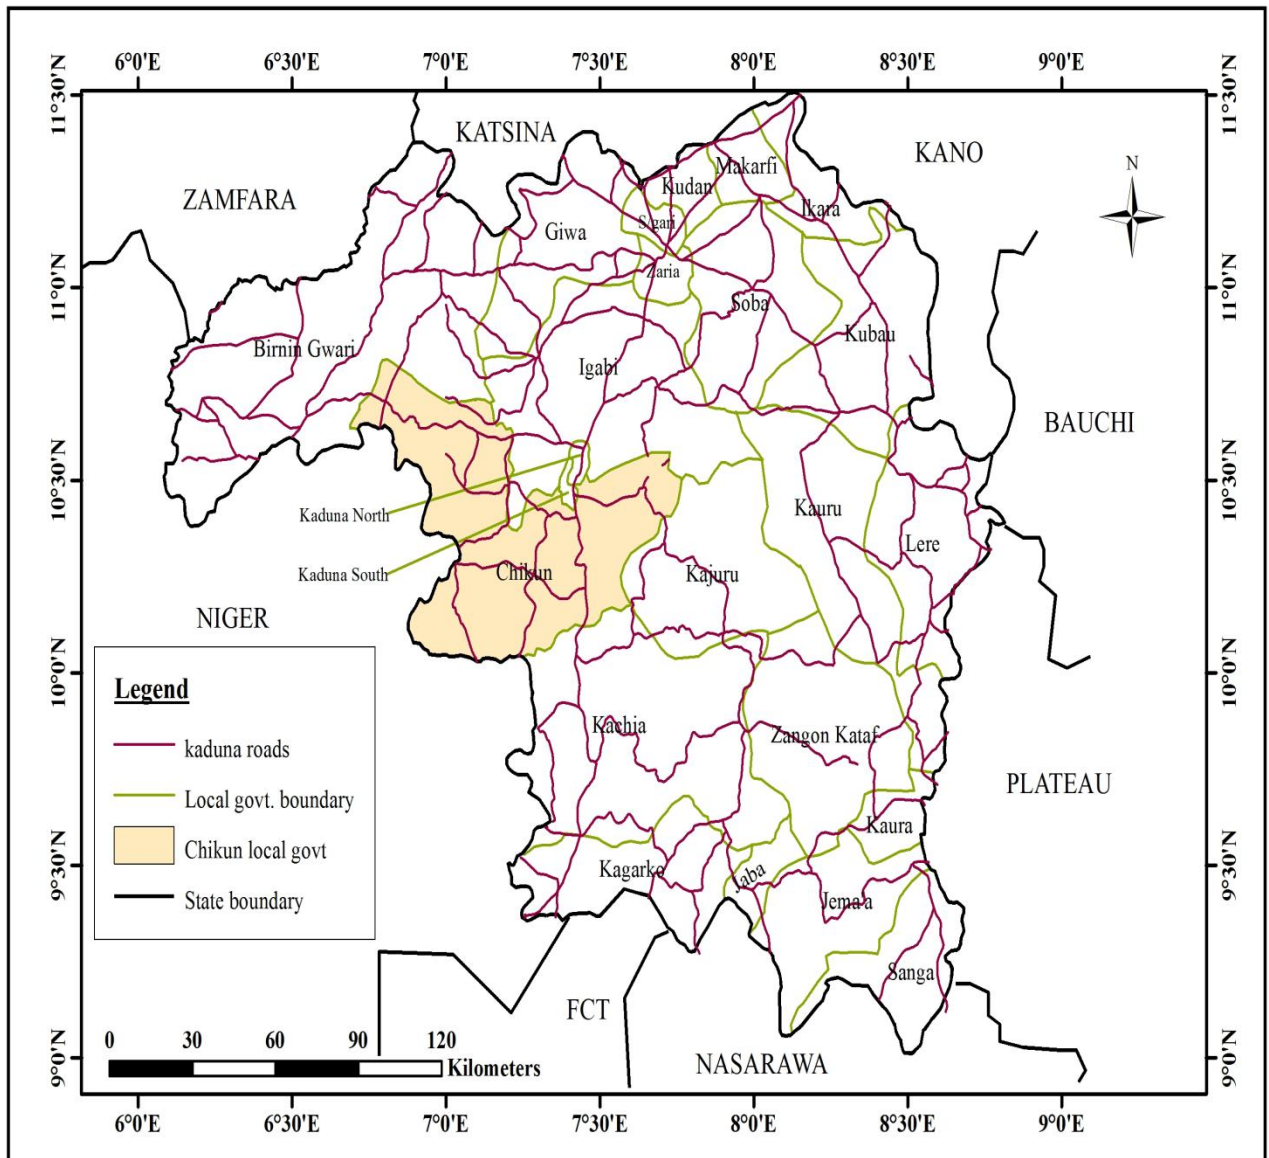 6°0'E 6°30'E 7°0'E 7°30'E 8°0'E 8°30'E 9°0'E
11°30'N
11°30'N
KATSINA
KANO
ZAMFARA
N
Makarfi
Kudan
Ikara
S/gari
Giwa
Zaria
11°0'N
11°0'N
Soba
Kubau
Birnin Gwari
Igabi
BAUCHI
10°30'N
10°30'N
Kaduna North
Kauru
Lere
Kaduna South
Chikun
Kajuru
NIGER
10°0'N
10°0'N
Legend
kaduna roads
Local govt. boundary
Chikun local govt
State boundary
Kachia
Zangon Kataf
PLATEAU
Kaura
9°30'N
9°30'N
Kagarko
Jaba
Jema'a
Sanga
FCT
NASARAWA
0 30 60 90 120
Kilometers
9°0'N
9°0'N
6°0'E 6°30'E 7°0'E 7°30'E 8°0'E 8°30'E 9°0'E